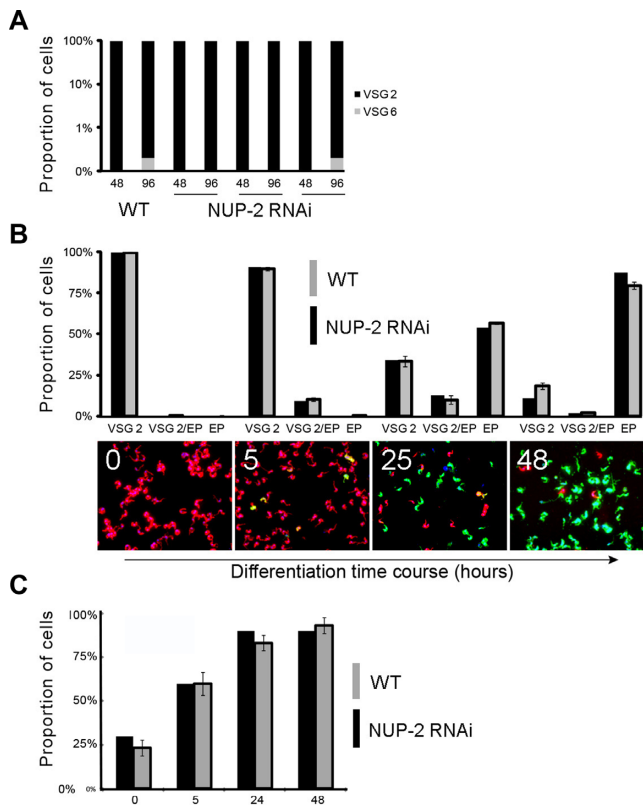 A
Proportion of cells
100%
10%
1%
0%
VSG 2
VSG 6
48 96 48 96 48 96 48 96
WT NUP-2 RNAi
B
Proportion of cells
100%
75%
50%
25%
0%
WT
NUP-2 RNAi
VSG 2 VSG 2/EP EP VSG 2 VSG 2/EP EP VSG 2 VSG 2/EP EP VSG 2 VSG 2/EP EP
0 5 25 48
Differentiation time course (hours)
C
Proportion of cells
100%
75%
50%
25%
0% 0%
WT
NUP-2 RNAi
0 5 24 48